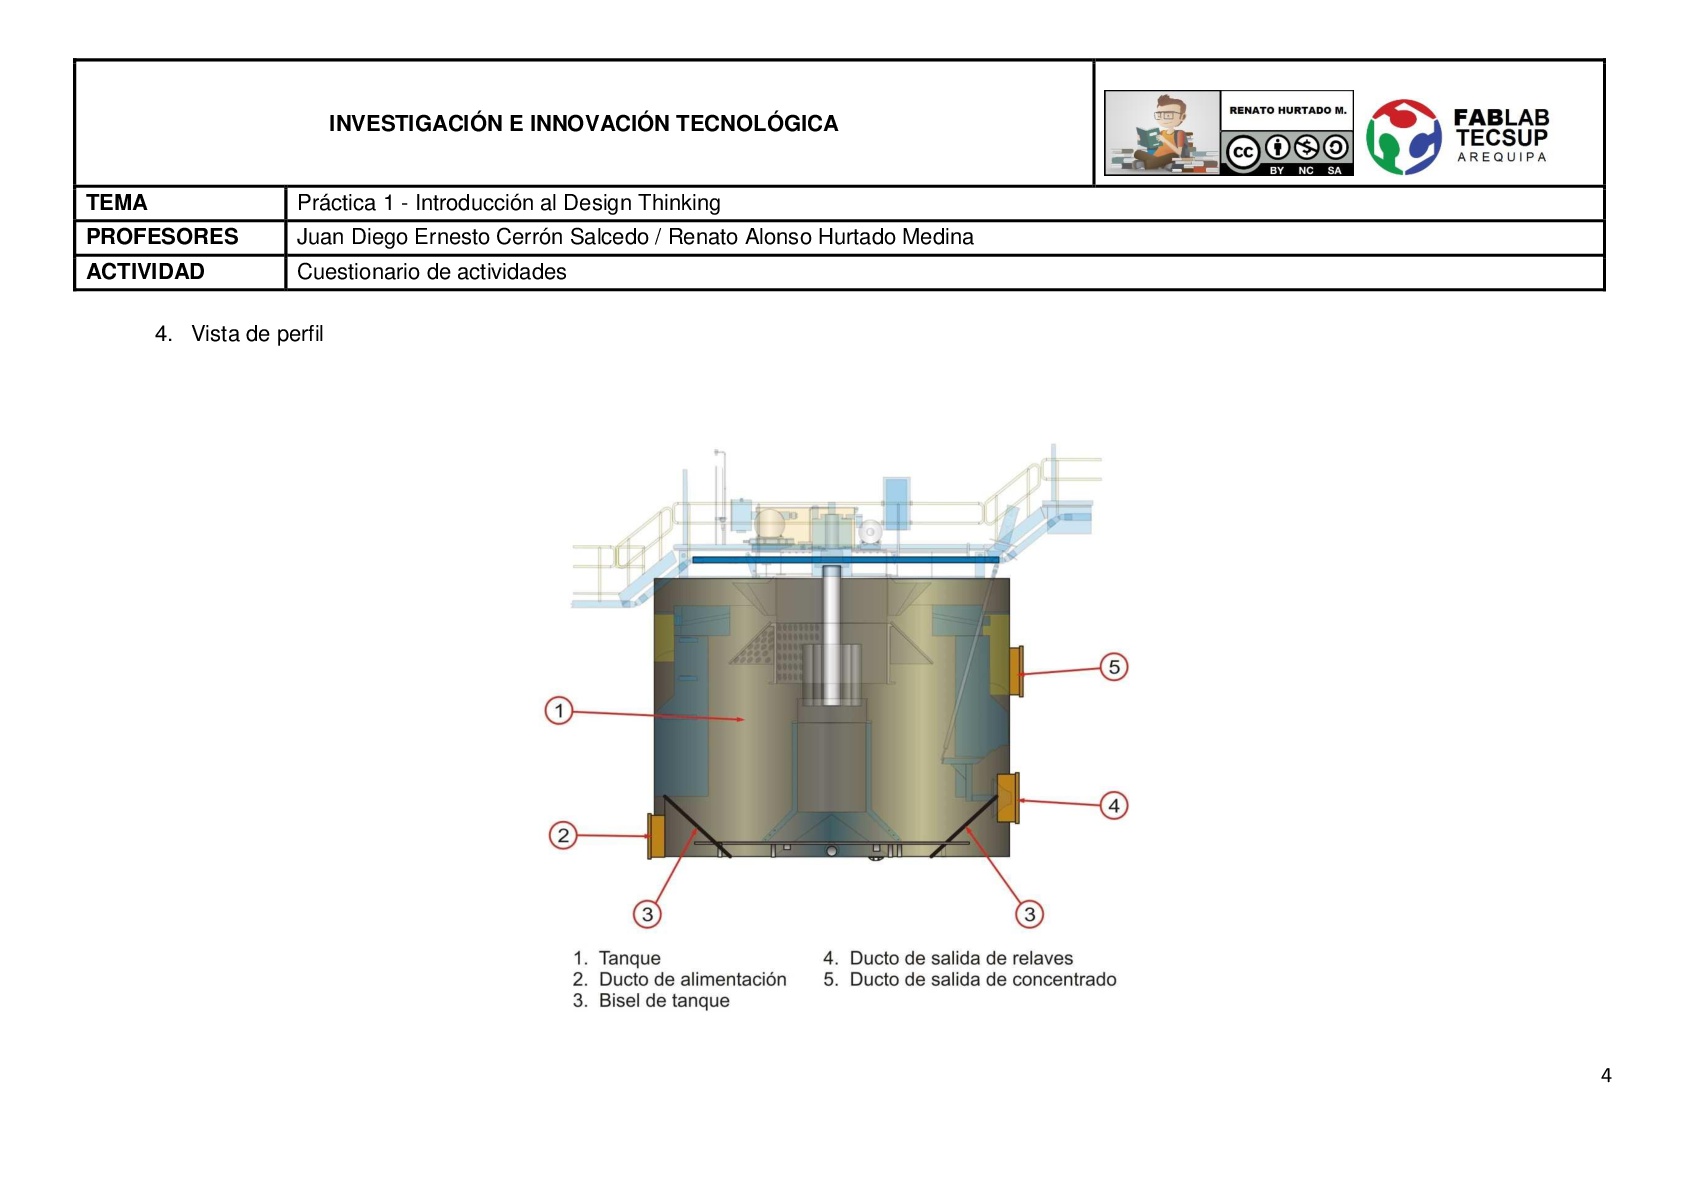 INVESTIGACIÓN E INNOVACIÓN TECNOLÓGICA
RENATO HURTADO M.
CC
BY NC SA
FABLAB
TECSUP
AREQUIPA
TEMA Práctica 1 - Introducción al Design Thinking
PROFESORES Juan Diego Ernesto Cerrón Salcedo / Renato Alonso Hurtado Medina
ACTIVIDAD Cuestionario de actividades
4. Vista de perfil
5
1
4
2
3 3
1. Tanque
2. Ducto de alimentación
3. Bisel de tanque
4. Ducto de salida de relaves
5. Ducto de salida de concentrado
4